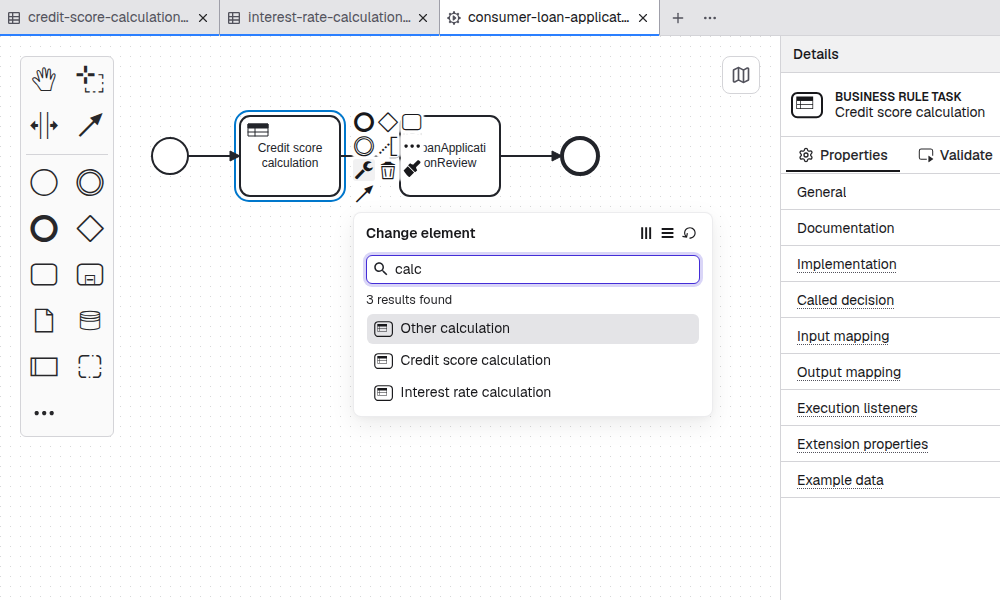 credit-score-calculation...
interest-rate-calculation...
consumer-loan-applicat...
Details
BUSINESS RULE TASK
Credit score calculation
Properties
Validate
General
Documentation
Implementation
Called decision
Input mapping
Output mapping
Execution listeners
Extension properties
Example data
Credit score
calculation
oanApplicati
onReview
Change element
calc
3 results found
Other calculation
Credit score calculation
Interest rate calculation